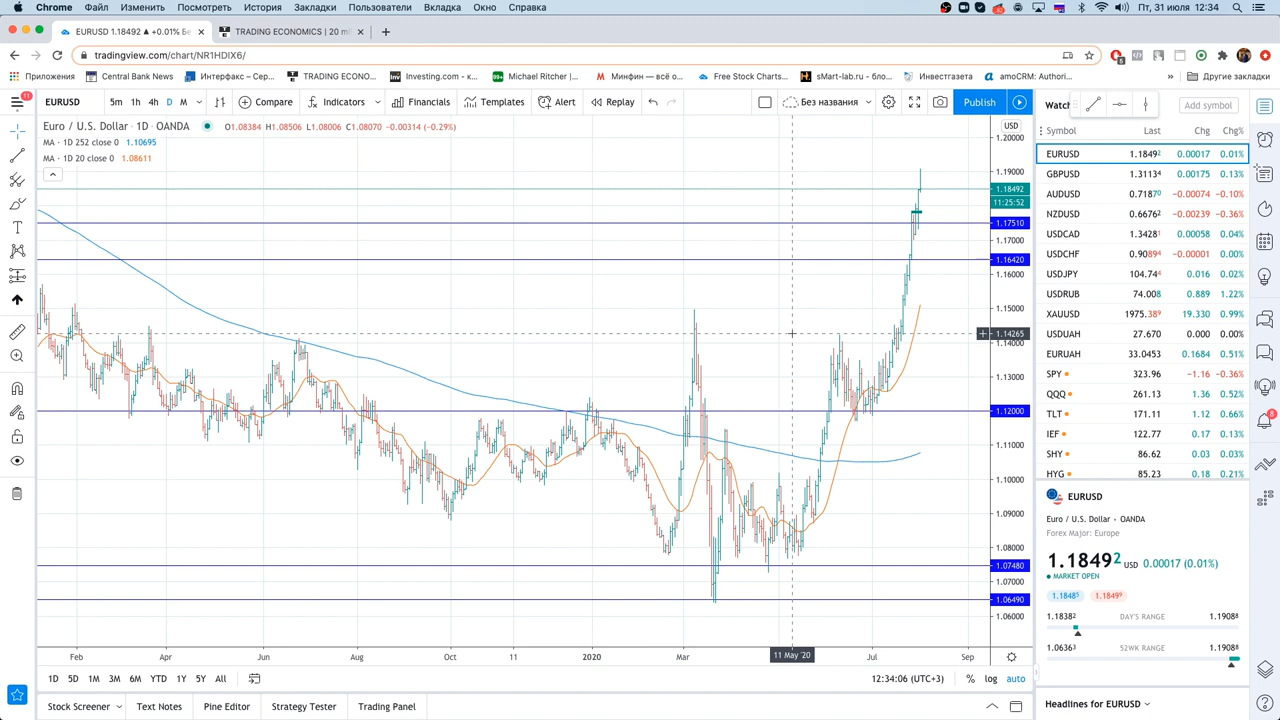 Chrome Файл Изменить Посмотреть История Закладки Пользователи Вкладка Окно Справка Пт, 31 июля 12:34
EURUSD 1.18492 ▲ +0.01% Бе TRADING ECONOMICS | 20 mi
tradingview.com/chart/NR1HDIX6/
Приложения Central Bank News Интерфакс – Сер... TRADING ECONO... Investing.com - к... Michael Ritcher |... Минфин — всё о... Free Stock Charts... sMart-lab.ru - бло... Инвестгазета amoCRM: Authori... » Другие закладки
11 EURUSD 5m 1h 4h D M Compare Indicators Financials Templates Alert Replay Без названия Publish Watch Add symbol
Euro / U.S. Dollar · 1D · OANDA O1.08384 H1.08506 L1.08006 C1.08070 −0.00314 (−0.29%)
MA · 1D 252 close 0 1.10695
MA · 1D 20 close 0 1.08611
USD
1.20000
1.19000
1.18492
11:25:52
1.17510
1.17000
1.16420
1.16000
1.15000
1.14265
1.14000
1.13000
1.12000
1.11000
1.10000
1.09000
1.08000
1.07480
1.07000
1.06490
1.06000
Feb Apr Jun Aug Oct 11 2020 Mar 11 May '20 Jul Sep
1D 5D 1M 3M 6M YTD 1Y 5Y All 12:34:06 (UTC+3) % log auto
Stock Screener Text Notes Pine Editor Strategy Tester Trading Panel
Symbol Last Chg Chg%
EURUSD 1.18492 0.00017 0.01%
GBPUSD 1.31134 0.00175 0.13%
AUDUSD 0.71870 −0.00074 −0.10%
NZDUSD 0.66762 −0.00239 −0.36%
USDCAD 1.34281 0.00058 0.04%
USDCHF 0.90894 −0.00001 0.00%
USDJPY 104.744 0.016 0.02%
USDRUB 74.008 0.889 1.22%
XAUUSD 1975.389 19.330 0.99%
USDUAH 27.670 0.000 0.00%
EURUAH 33.0453 0.1684 0.51%
SPY 323.96 −1.16 −0.36%
QQQ 261.13 1.36 0.52%
TLT 171.11 1.12 0.66%
IEF 122.77 0.17 0.13%
SHY 86.62 0.03 0.03%
HYG 85.23 0.18 0.21%
EURUSD
Euro / U.S. Dollar • OANDA
Forex Major: Europe
1.18492 USD 0.00017 (0.01%)
MARKET OPEN
1.18485 1.18499
1.18382 DAY'S RANGE 1.19088
1.06363 52WK RANGE 1.19088
Headlines for EURUSD